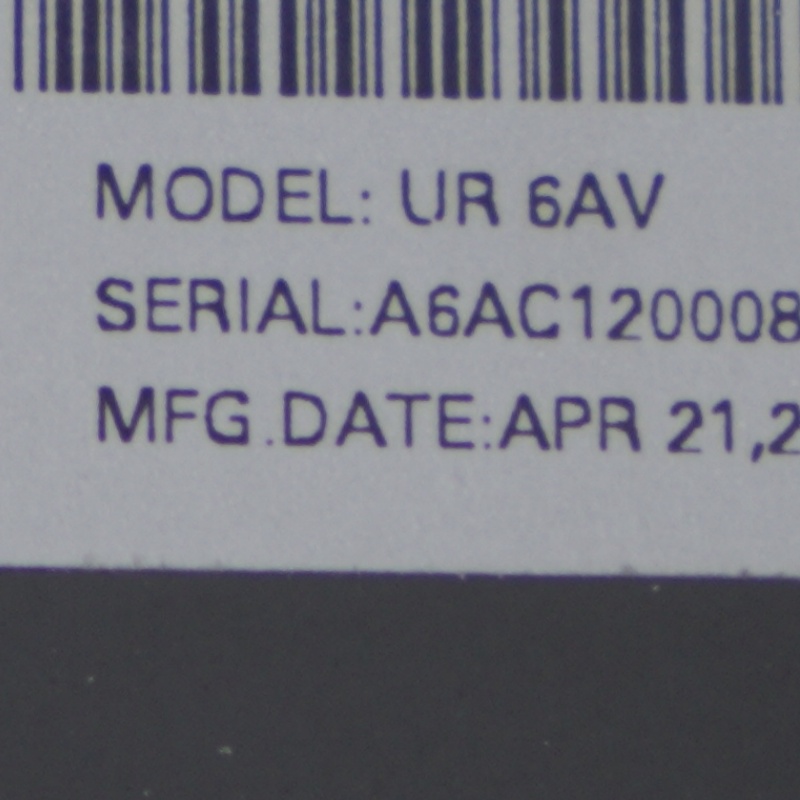 MODEL: UR 6AV
SERIAL:A6AC120008
MFG.DATE:APR 21,2